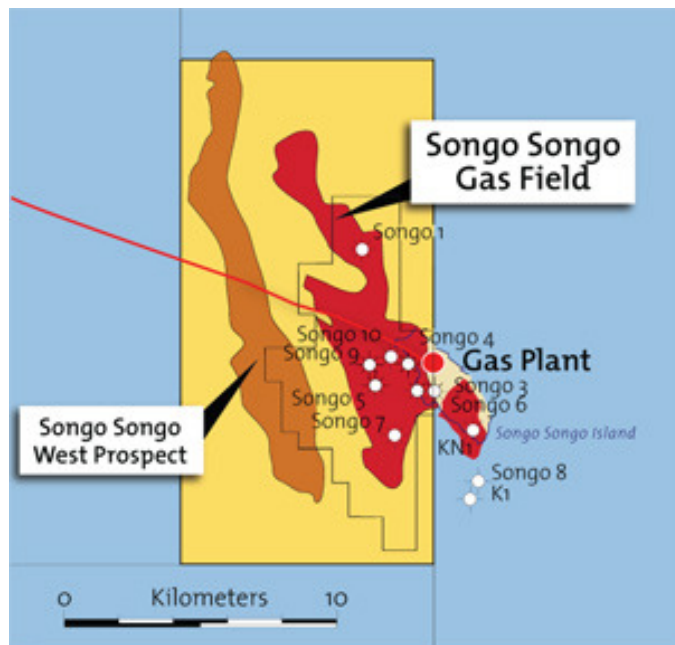 Songo Songo
Gas Field
Songo 1
Songo 10
Songo 4
Songo 9
Gas Plant
Songo 3
Songo 5
Songo 6
Songo 7
Songo Songo
West Prospect
Songo Songo Island
KN1
Songo 8
K1
0 Kilometers 10